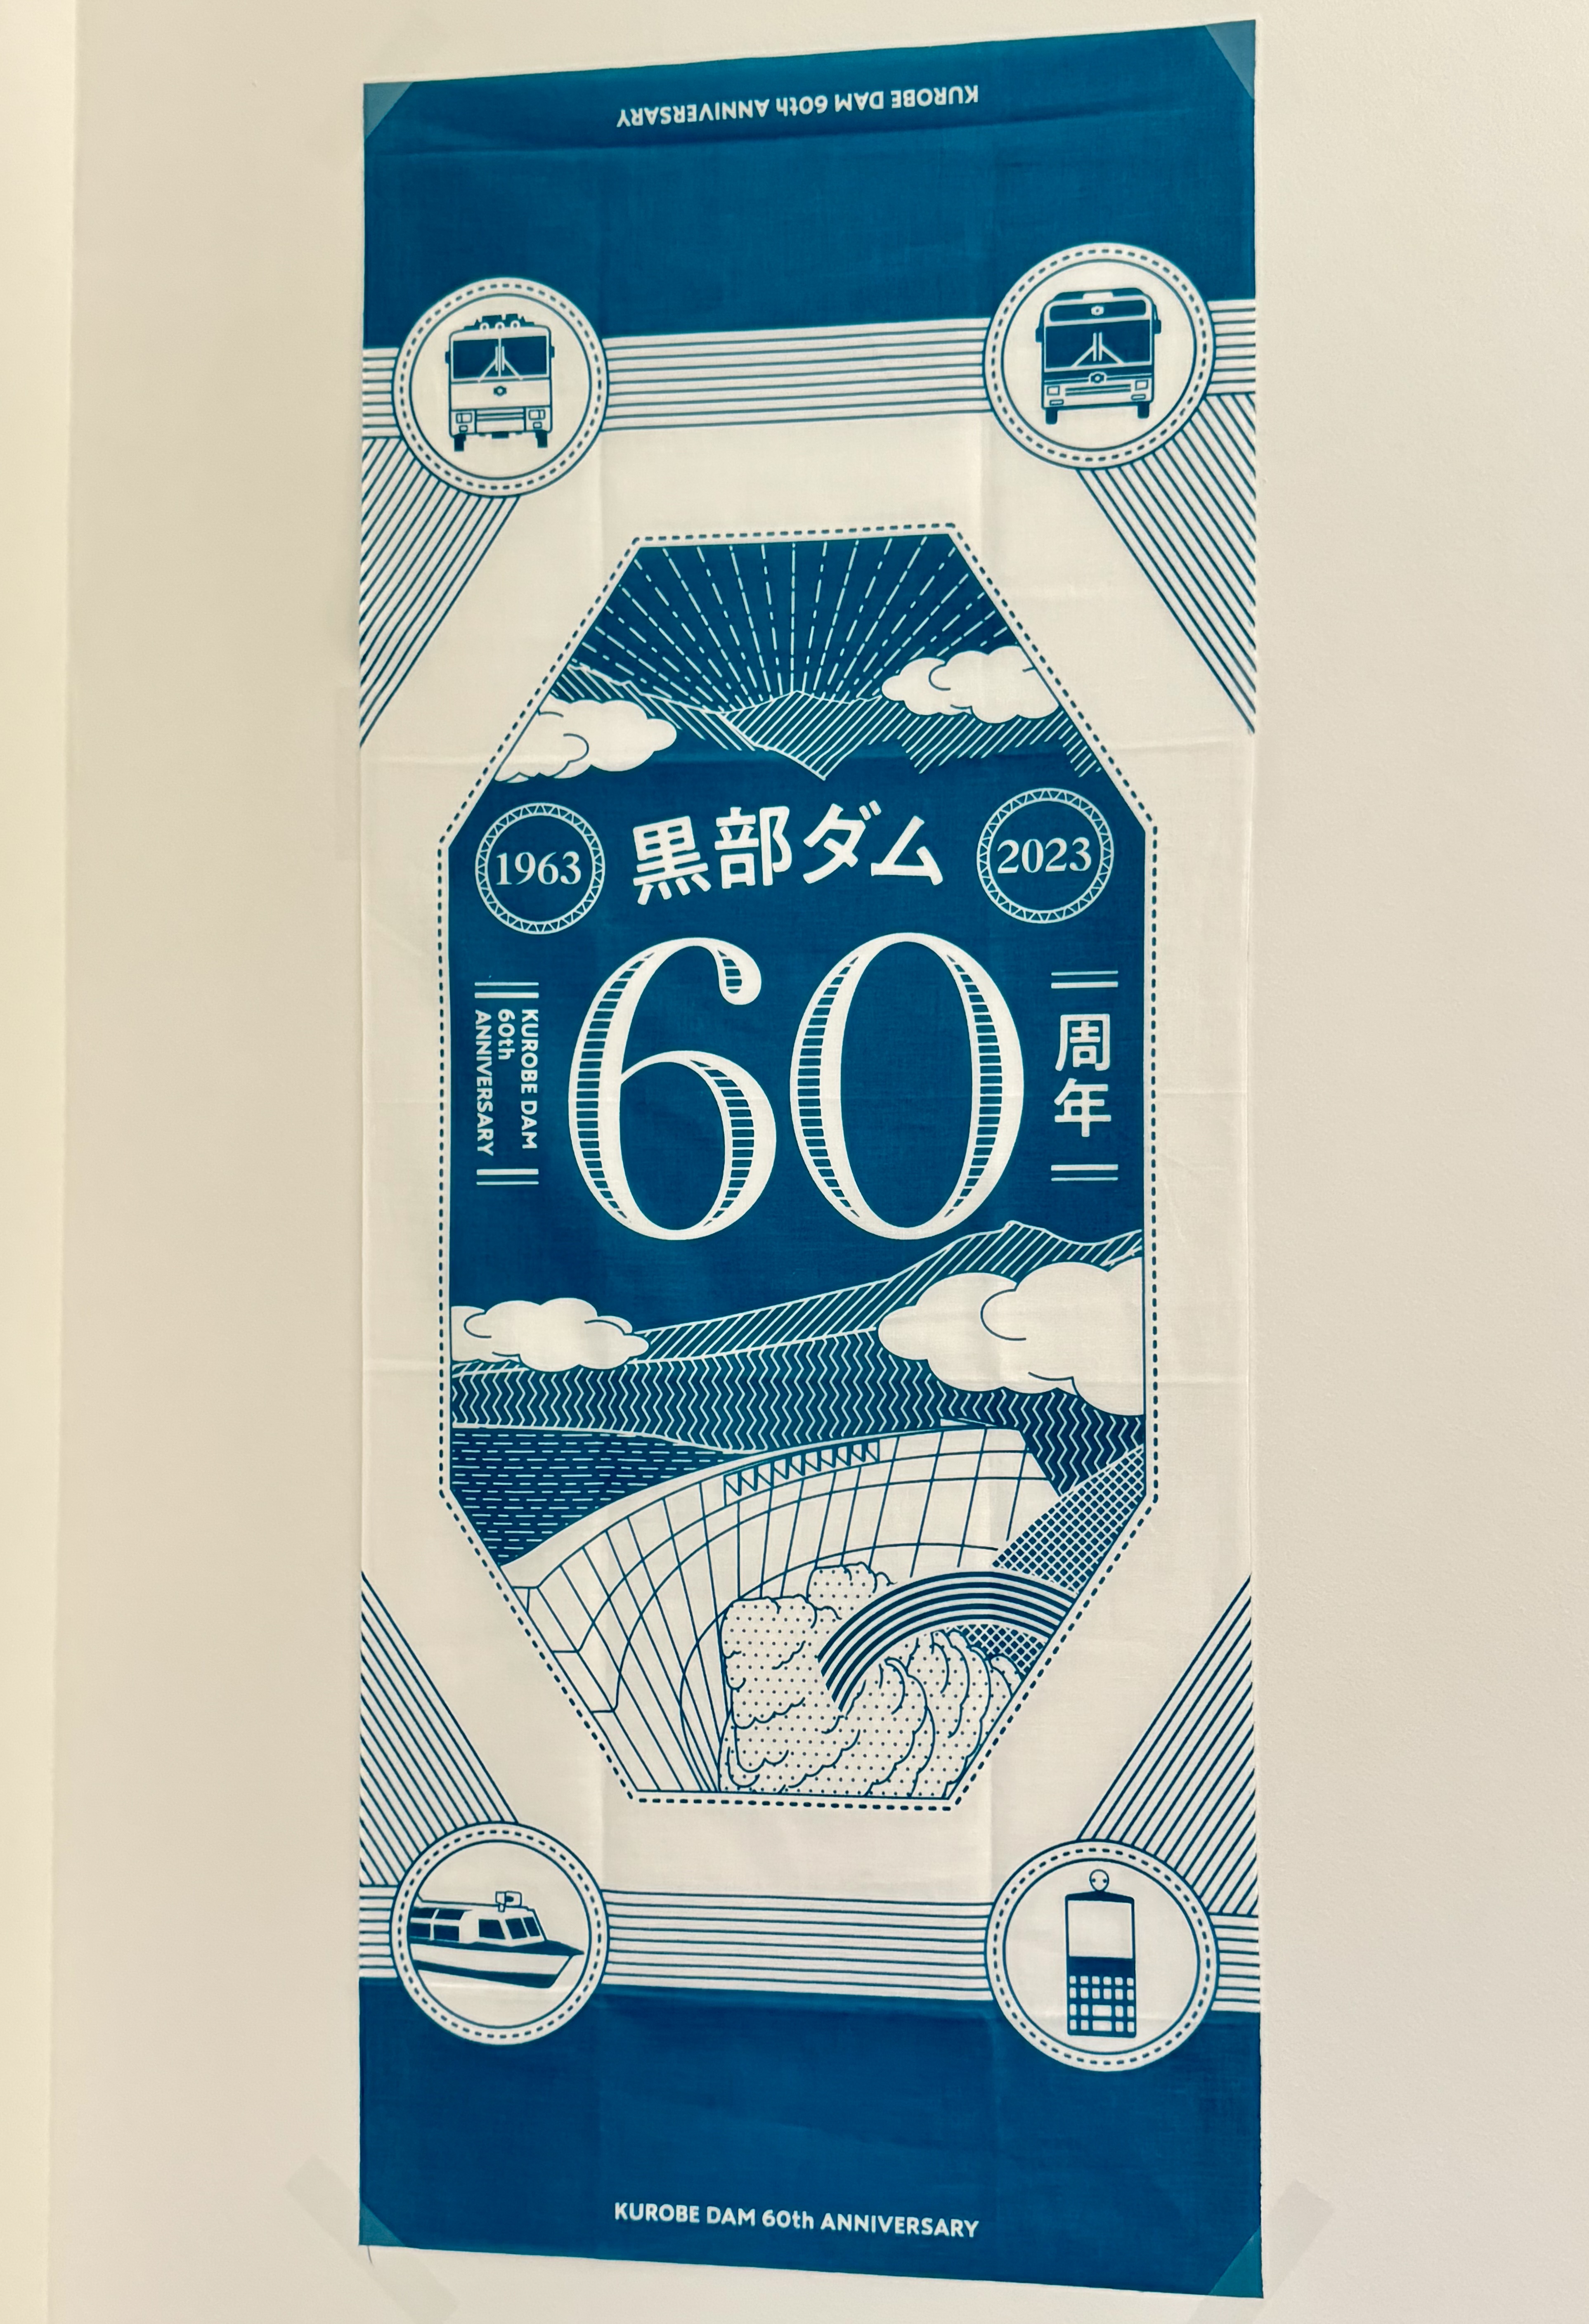 KUROBE DAM 60th ANNIVERSARY
1963
黒部ダム
2023
60
周年
KUROBE DAM
60th
ANNIVERSARY
KUROBE DAM 60th ANNIVERSARY